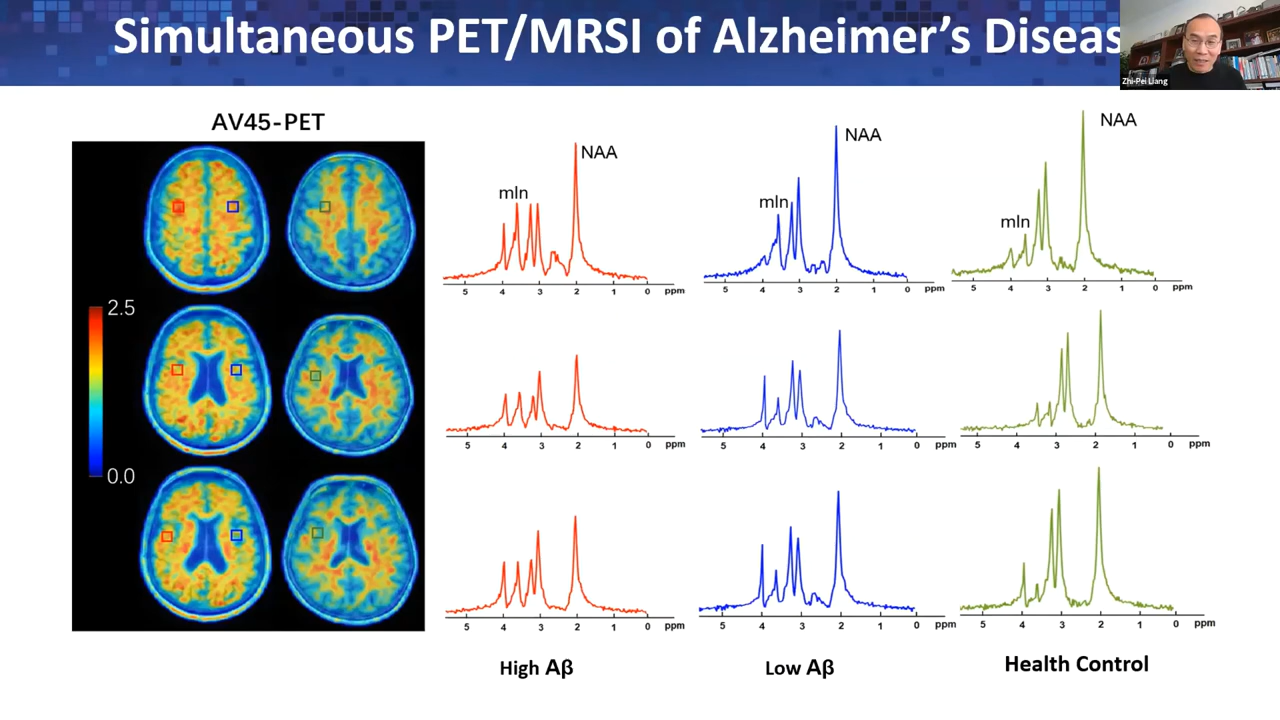 Simultaneous PET/MRSI of Alzheimer's Diseas
Zhi-Pei Liang
AV45-PET
2.5
0.0
NAA
mIn
5 4 3 2 1 0 ppm
NAA
mIn
5 4 3 2 1 0 ppm
NAA
mIn
5 4 3 2 1 0 ppm
5 4 3 2 1 0 ppm
5 4 3 2 1 0 ppm
5 4 3 2 1 0 ppm
5 4 3 2 1 0 ppm
5 4 3 2 1 0 ppm
5 4 3 2 1 0 ppm
High Aβ
Low Aβ
Health Control